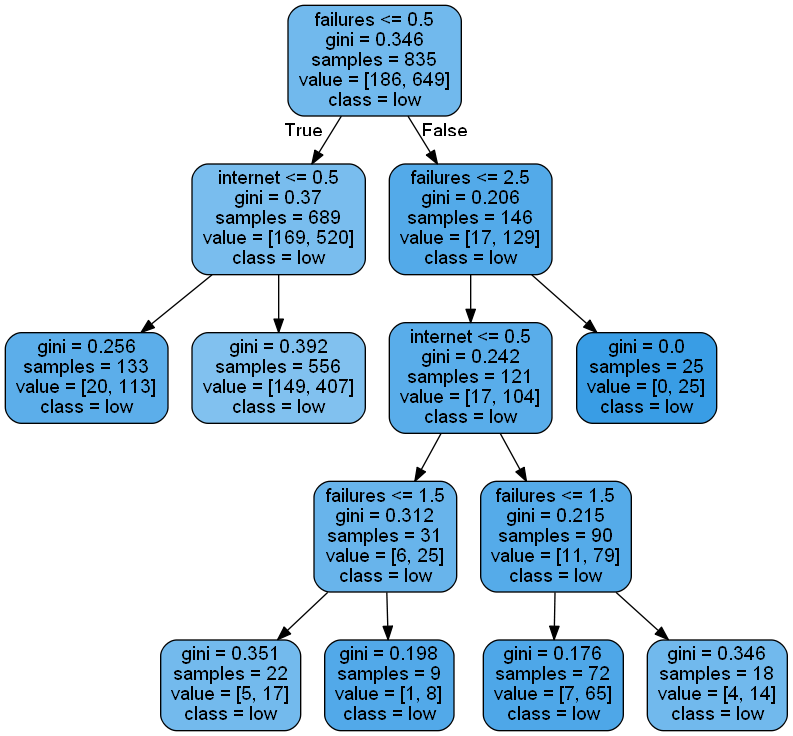 failures <= 0.5
gini = 0.346
samples = 835
value = [186, 649]
class = low
True
False
internet <= 0.5
gini = 0.37
samples = 689
value = [169, 520]
class = low
failures <= 2.5
gini = 0.206
samples = 146
value = [17, 129]
class = low
gini = 0.256
samples = 133
value = [20, 113]
class = low
gini = 0.392
samples = 556
value = [149, 407]
class = low
internet <= 0.5
gini = 0.242
samples = 121
value = [17, 104]
class = low
gini = 0.0
samples = 25
value = [0, 25]
class = low
failures <= 1.5
gini = 0.312
samples = 31
value = [6, 25]
class = low
failures <= 1.5
gini = 0.215
samples = 90
value = [11, 79]
class = low
gini = 0.351
samples = 22
value = [5, 17]
class = low
gini = 0.198
samples = 9
value = [1, 8]
class = low
gini = 0.176
samples = 72
value = [7, 65]
class = low
gini = 0.346
samples = 18
value = [4, 14]
class = low